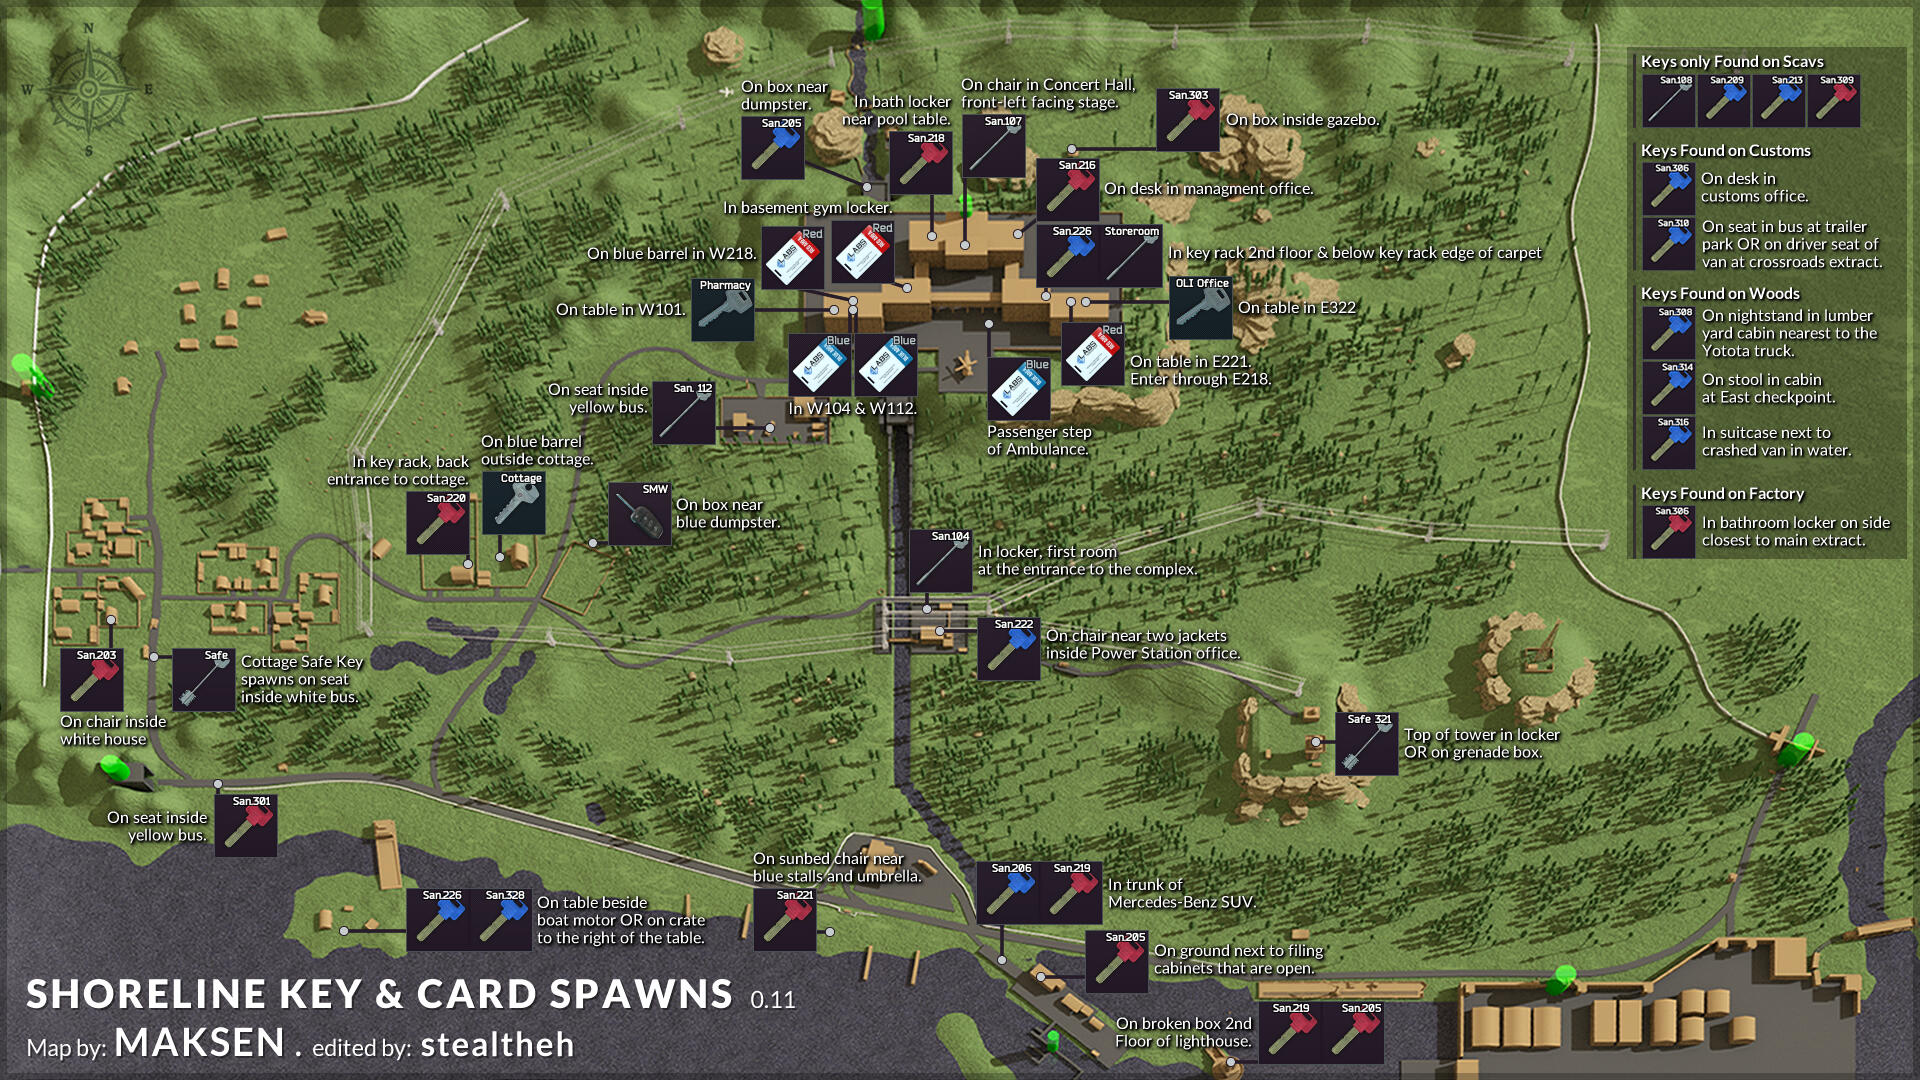 N
W
E
S
On box near
dumpster.
San.205
In bath locker
near pool table.
San.218
On chair in Concert Hall,
front-left facing stage.
San.107
San.303
On box inside gazebo.
San.216
On desk in managment office.
In basement gym locker.
Red
Red
On blue barrel in W218.
San.226
Storeroom
In key rack 2nd floor & below key rack edge of carpet
Pharmacy
On table in W101.
OLI Office
On table in E322
Blue
Blue
In W104 & W112.
Red
On table in E221.
Enter through E218.
Blue
Passenger step
of Ambulance.
On seat inside
yellow bus.
San. 112
On blue barrel
outside cottage.
Cottage
In key rack, back
entrance to cottage.
San.220
SMW
On box near
blue dumpster.
San.104
In locker, first room
at the entrance to the complex.
San.222
On chair near two jackets
inside Power Station office.
San.203
On chair inside
white house
Safe
Cottage Safe Key
spawns on seat
inside white bus.
Safe 321
Top of tower in locker
OR on grenade box.
San.301
On seat inside
yellow bus.
San.226
San.328
On table beside
boat motor OR on crate
to the right of the table.
On sunbed chair near
blue stalls and umbrella.
San.221
San.206
San.219
In trunk of
Mercedes-Benz SUV.
San.205
On ground next to filing
cabinets that are open.
On broken box 2nd
Floor of lighthouse.
San.219
San.205
Keys only Found on Scavs
San.108
San.209
San.213
San.309
Keys Found on Customs
San.306
On desk in
customs office.
San.310
On seat in bus at trailer
park OR on driver seat of
van at crossroads extract.
Keys Found on Woods
San.308
On nightstand in lumber
yard cabin nearest to the
Yotota truck.
San.314
On stool in cabin
at East checkpoint.
San.316
In suitcase next to
crashed van in water.
Keys Found on Factory
San.306
In bathroom locker on side
closest to main extract.
SHORELINE KEY & CARD SPAWNS 0.11
Map by: MAKSEN . edited by: stealtheh